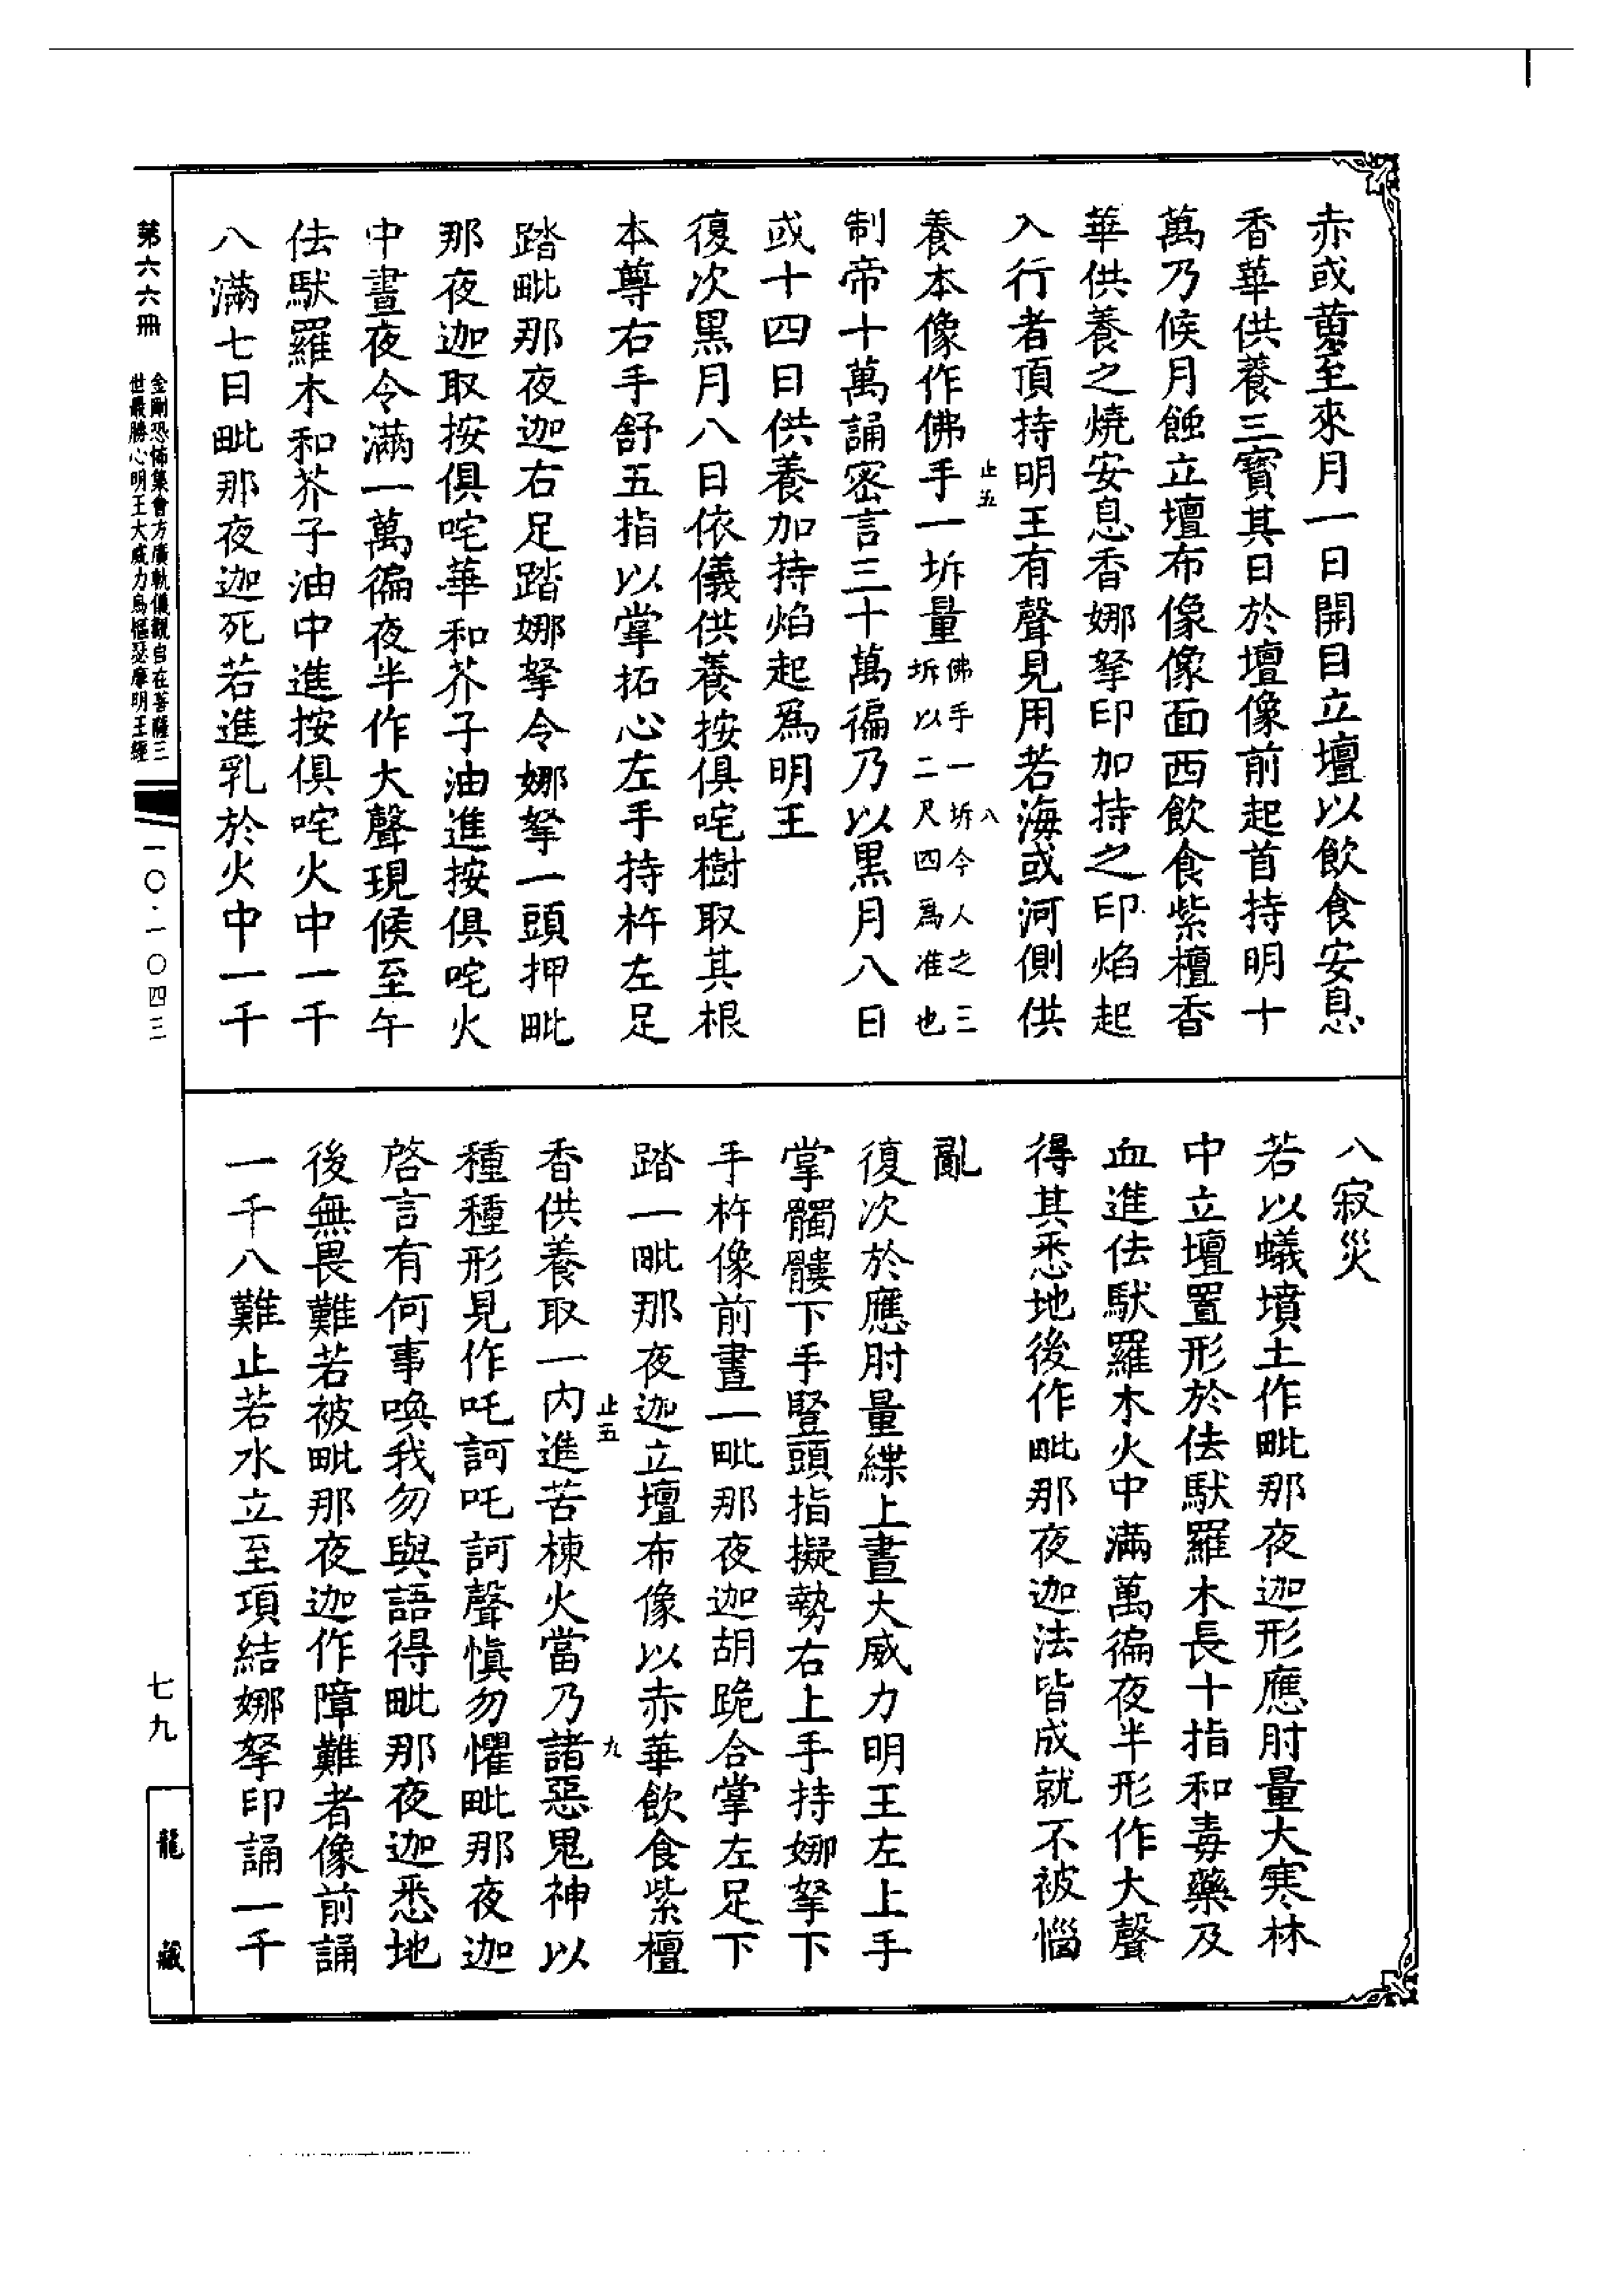 赤或黃至來月一日開目立壇以飲食安息
香華供養三寶其日於壇像前起首持明十
萬乃候月蝕立壇布像像面西飲食紫檀香
華供養之燒安息香娜拏印加持之印焰起
入行者頂持明王有聲見用若海或河側供
止五
八
養本像作佛手一坼量佛手一坼今人之三
坼以二尺四爲准也
制帝十萬誦密言三十萬徧乃以黑月八日
或十四日供養加持焰起爲明王
復次黑月八日依儀供養按俱咤樹取其根
本尊右手舒五指以掌拓心左手持杵左足
踏毗那夜迦右足踏娜拏令娜拏一頭押毗
那夜迦取按俱咤華和芥子油進按俱咤火
中晝夜令滿一萬徧夜半作大聲現候至午
佉馱羅木和芥子油中進按俱咤火中一千
八滿七日毗那夜迦死若進乳於火中一千
八寂災
若以蟻墳土作毗那夜迦形應肘量大寒林
中立壇置形於佉馱羅木長十指和毒藥及
血進佉馱羅木火中滿萬徧夜半形作大聲
得其悉地後作毗那夜迦法皆成就不被惱
亂
復次於應肘量緤上畫大威力明王左上手
掌髑髏下手豎頭指擬勢右上手持娜拏下
手杵像前畫一毗那夜迦胡跪合掌左足下
踏一毗那夜迦立壇布像以赤華飲食紫檀
止五
九
香供養取一內進苦楝火當乃諸惡鬼神以
種種形見作吒訶吒訶聲慎勿懼毗那夜迦
啓言有何事喚我勿與語得毗那夜迦悉地
後無畏難若被毗那夜迦作障難者像前誦
一千八難止若水立至項結娜拏印誦一千
第六六冊
金剛恐怖集會方廣軌儀觀自在菩薩三
世最勝心明王大威力烏樞瑟摩明王經
一〇·一〇四三
七九
龍藏